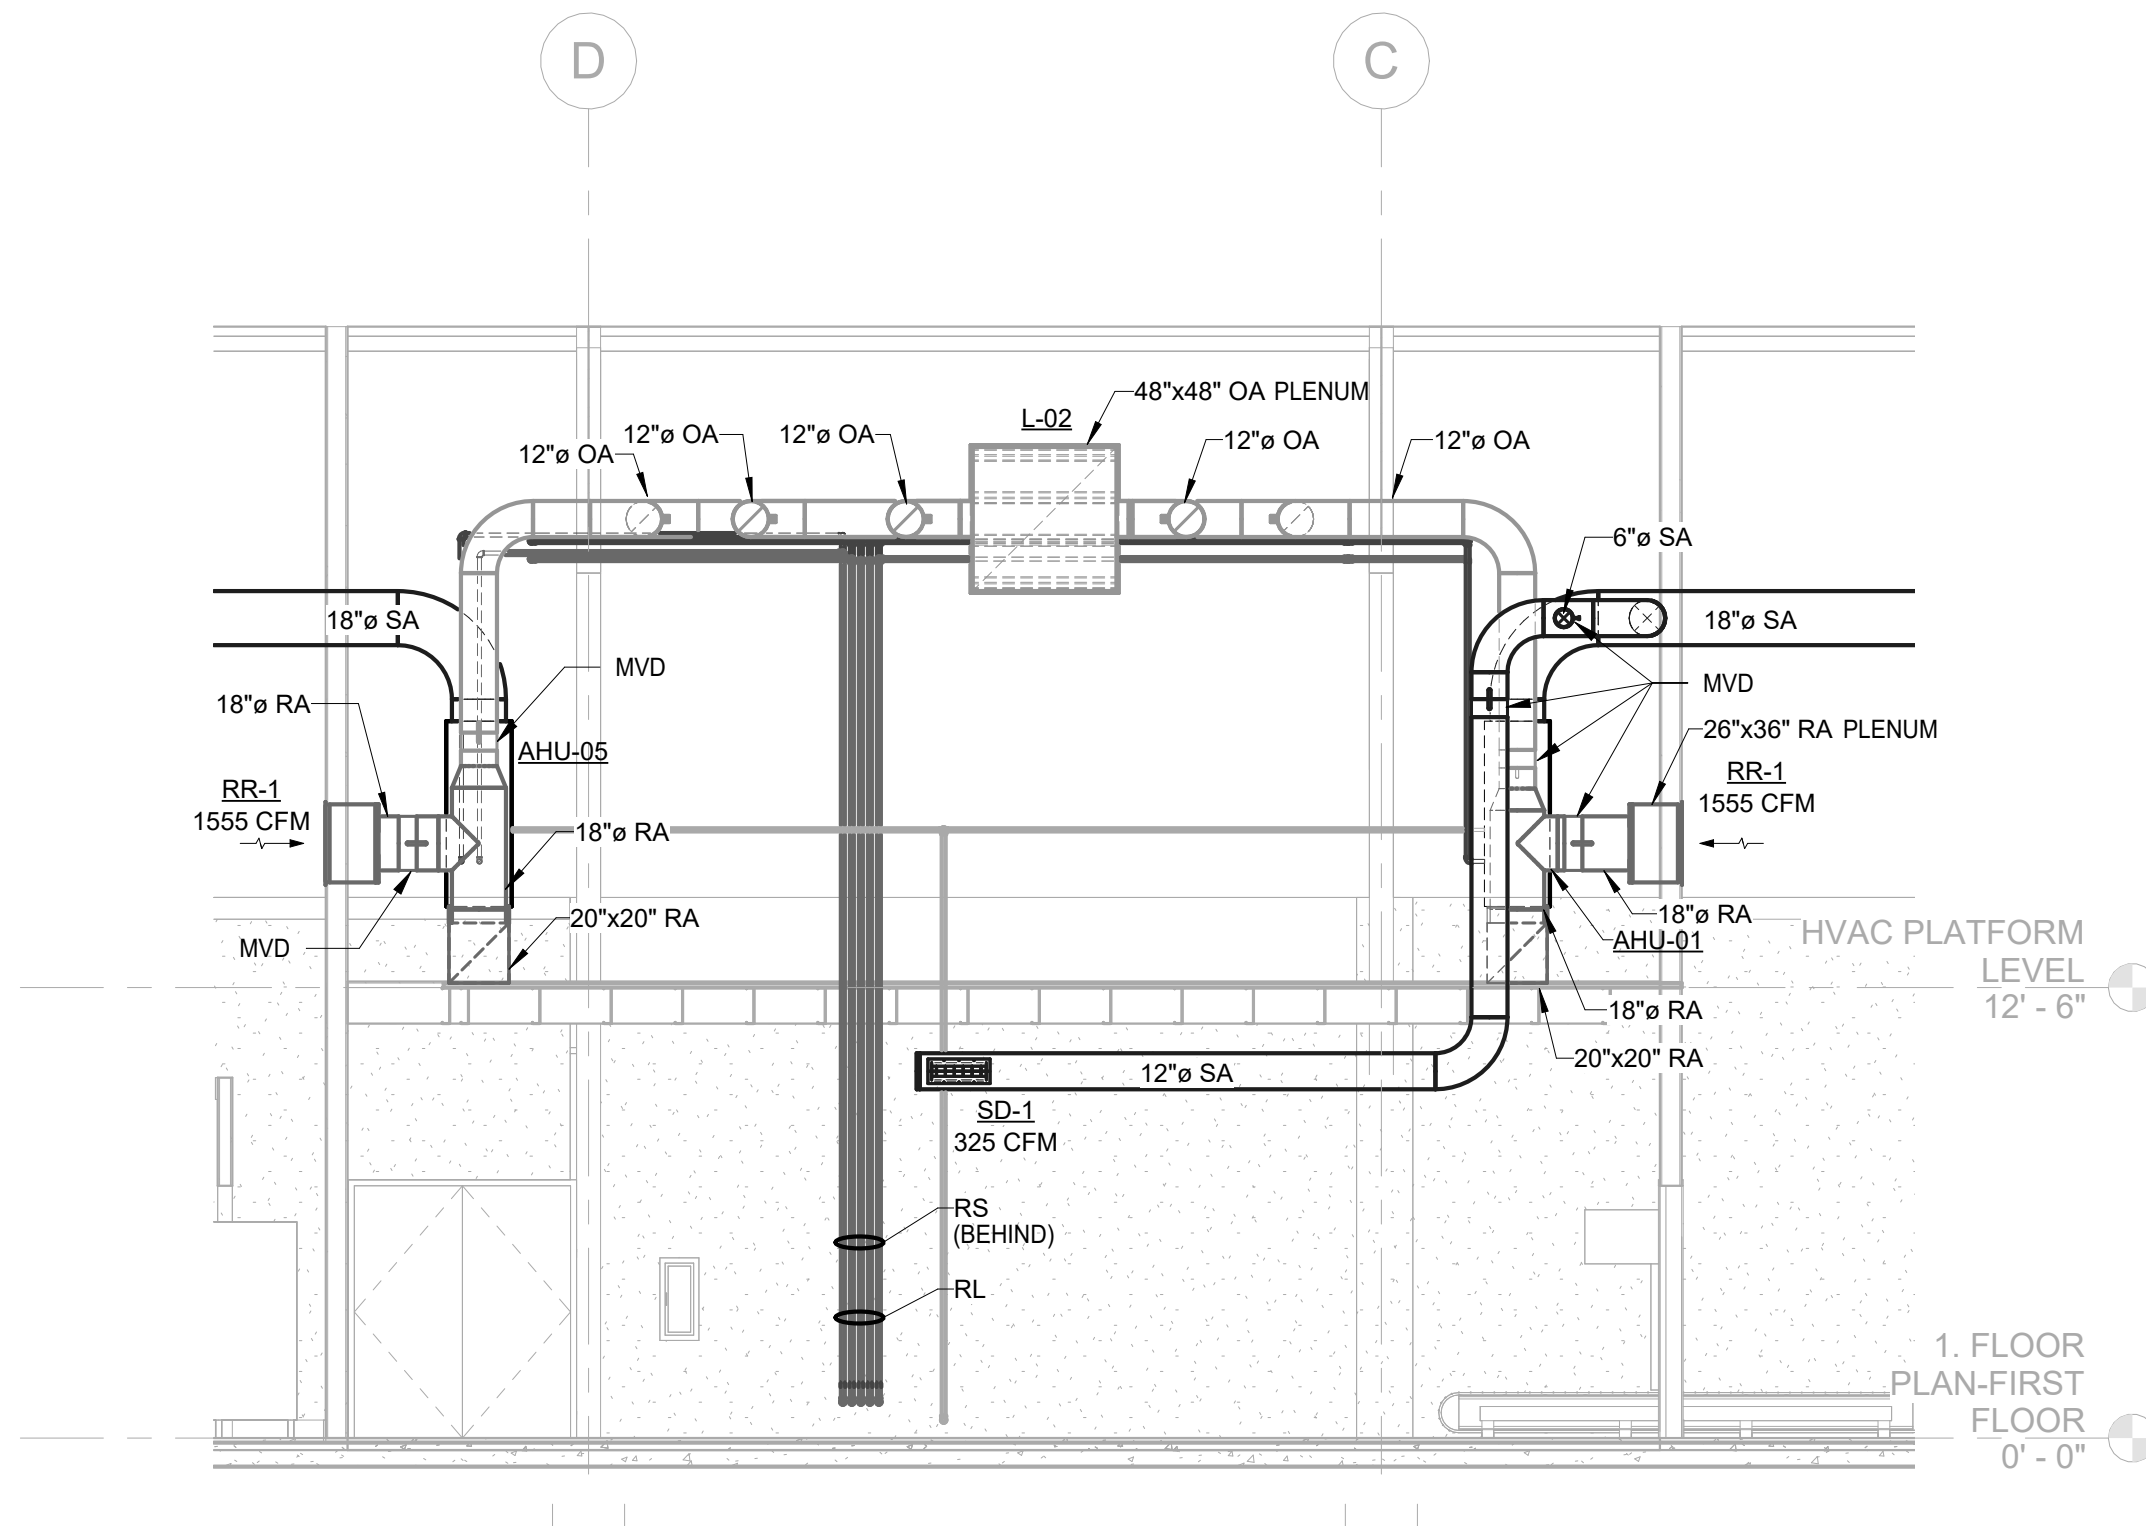 D
C
48"x48" OA PLENUM
L-02
12"ø OA
12"ø OA
12"ø OA
12"ø OA
12"ø OA
6"ø SA
18"ø SA
18"ø SA
MVD
MVD
18"ø RA
26"x36" RA PLENUM
AHU-05
RR-1
1555 CFM
RR-1
1555 CFM
18"ø RA
20"x20" RA
18"ø RA
MVD
AHU-01
HVAC PLATFORM
LEVEL
12' - 6"
18"ø RA
20"x20" RA
12"ø SA
SD-1
325 CFM
RS
(BEHIND)
RL
1. FLOOR
PLAN-FIRST
FLOOR
0' - 0"